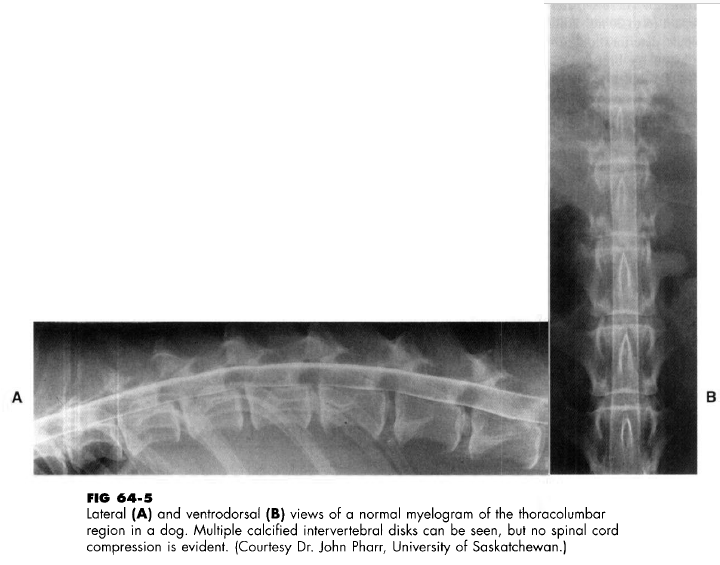 A
B
FIG 64-5
Lateral (A) and ventrodorsal (B) views of a normal myelogram of the thoracolumbar
region in a dog. Multiple calcified intervertebral disks can be seen, but no spinal cord
compression is evident. (Courtesy Dr. John Pharr, University of Saskatchewan.)